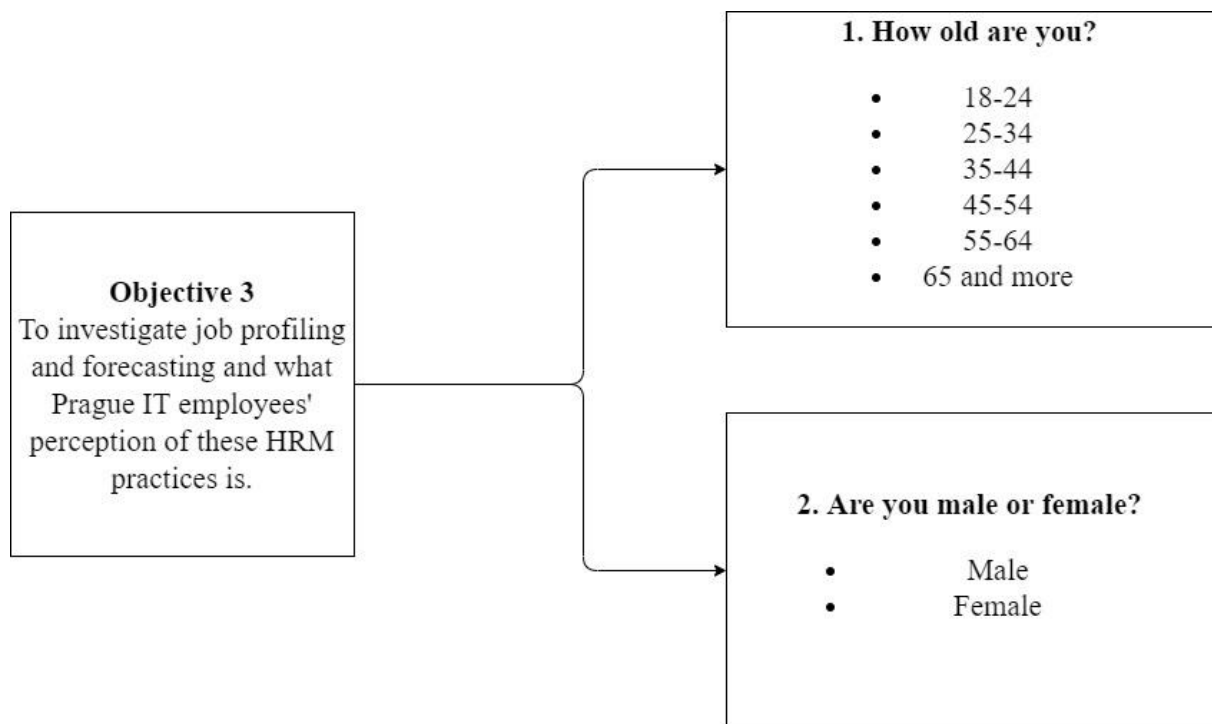 Objective 3
To investigate job profiling
and forecasting and what
Prague IT employees'
perception of these HRM
practices is.
1. How old are you?
• 18-24
• 25-34
• 35-44
• 45-54
• 55-64
• 65 and more
2. Are you male or female?
• Male
• Female